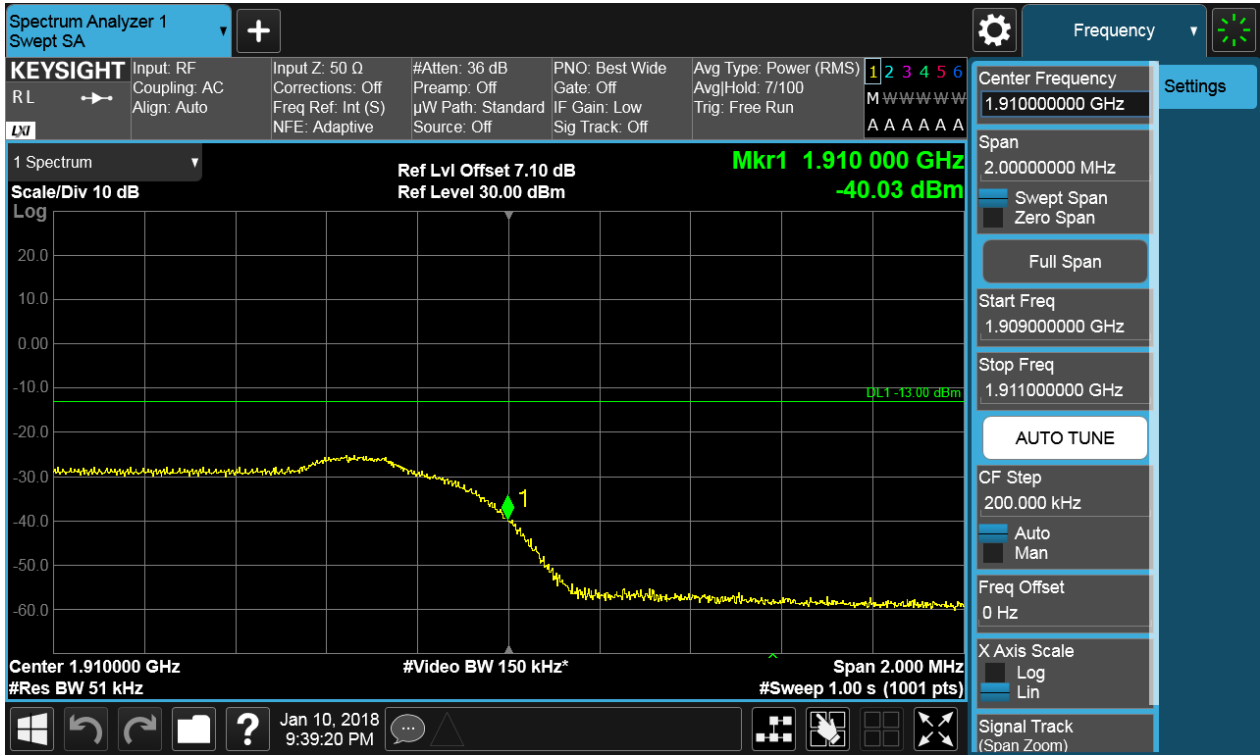 Spectrum Analyzer 1
Swept SA
+
Frequency
KEYSIGHT
RL
LXI
Input: RF
Coupling: AC
Align: Auto
Input Z: 50 Ω
Corrections: Off
Freq Ref: Int (S)
NFE: Adaptive
#Atten: 36 dB
Preamp: Off
µW Path: Standard
Source: Off
PNO: Best Wide
Gate: Off
IF Gain: Low
Sig Track: Off
Avg Type: Power (RMS)
Avg|Hold: 7/100
Trig: Free Run
1 2 3 4 5 6
M W W W W W
A A A A A A
1 Spectrum
Scale/Div 10 dB
Log
Ref Lvl Offset 7.10 dB
Ref Level 30.00 dBm
Mkr1 1.910 000 GHz
-40.03 dBm
20.0
10.0
0.00
-10.0
-20.0
-30.0
-40.0
-50.0
-60.0
DL1 -13.00 dBm
1
Center 1.910000 GHz
#Res BW 51 kHz
#Video BW 150 kHz*
Span 2.000 MHz
#Sweep 1.00 s (1001 pts)
Center Frequency
1.910000000 GHz
Span
2.00000000 MHz
Swept Span
Zero Span
Full Span
Start Freq
1.909000000 GHz
Stop Freq
1.911000000 GHz
AUTO TUNE
CF Step
200.000 kHz
Auto
Man
Freq Offset
0 Hz
X Axis Scale
Log
Lin
Signal Track
(Span Zoom)
Settings
?
Jan 10, 2018
9:39:20 PM